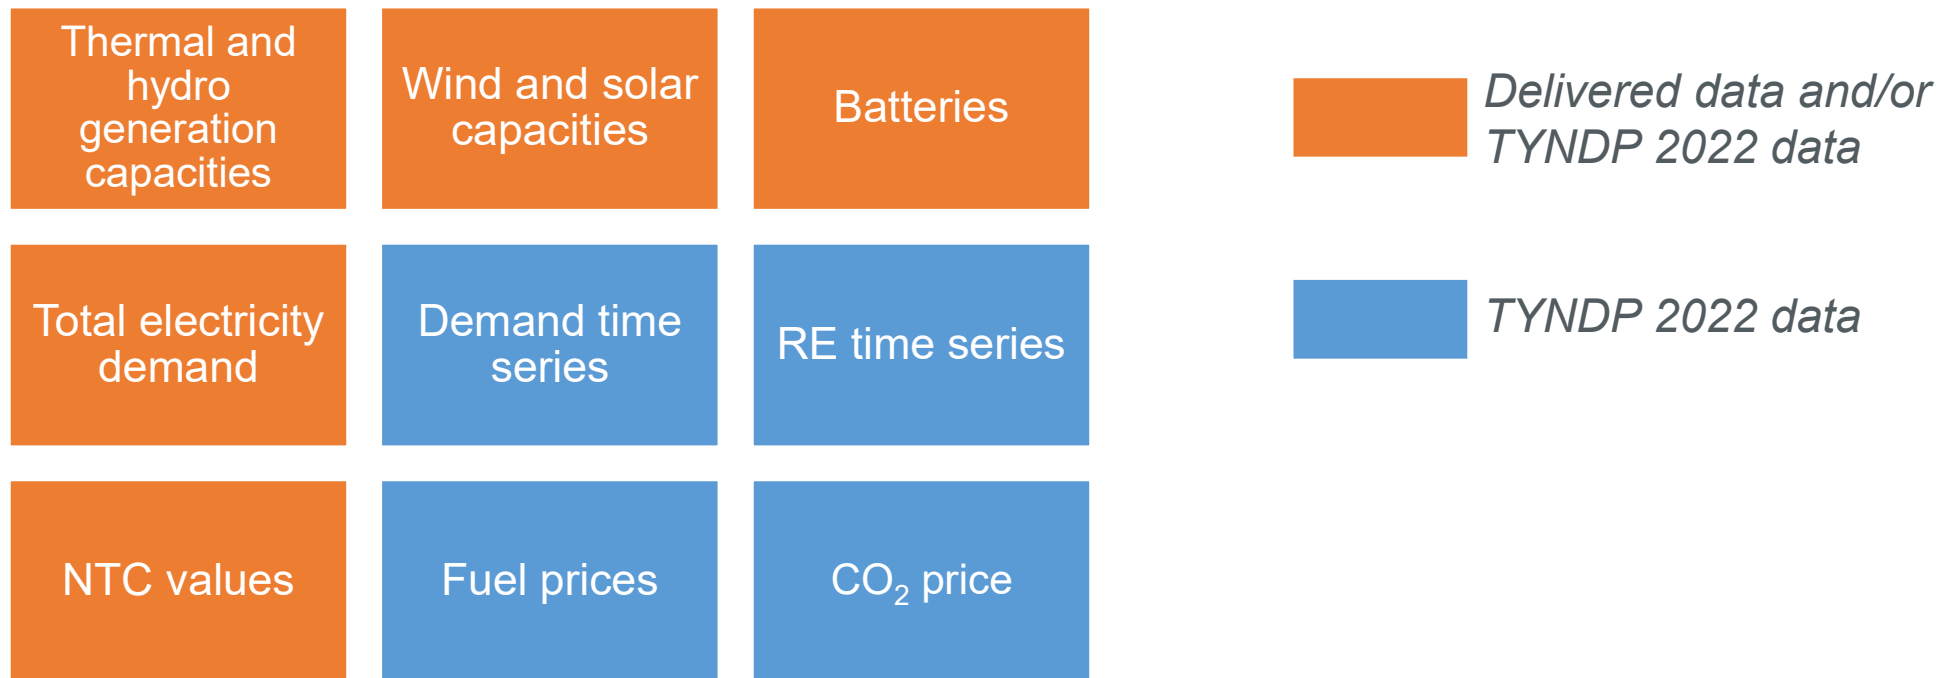 Thermal and
hydro
generation
capacities
Wind and solar
capacities
Batteries
Total electricity
demand
Demand time
series
RE time series
NTC values
Fuel prices
CO₂ price
Delivered data and/or
TYNDP 2022 data
TYNDP 2022 data